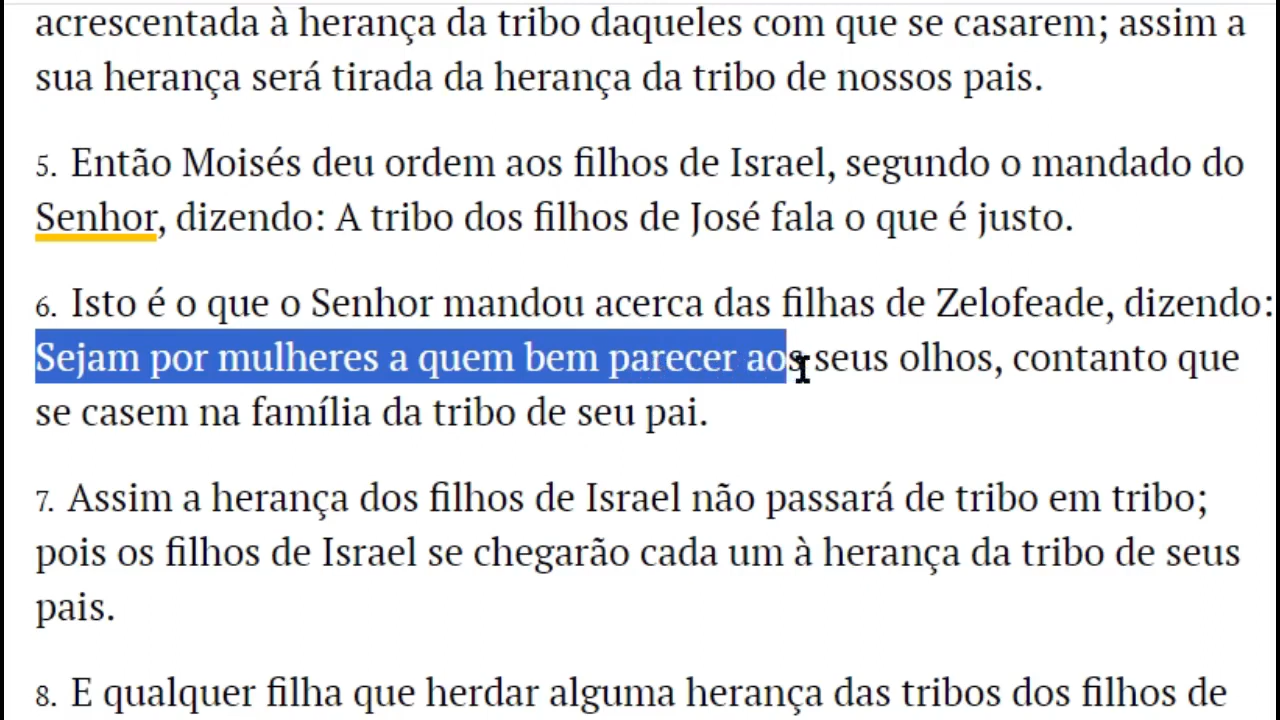 acrescentada à herança da tribo daqueles com que se casarem; assim a
sua herança será tirada da herança da tribo de nossos pais.
5. Então Moisés deu ordem aos filhos de Israel, segundo o mandado do
Senhor, dizendo: A tribo dos filhos de José fala o que é justo.
6. Isto é o que o Senhor mandou acerca das filhas de Zelofeade, dizendo:
Sejam por mulheres a quem bem parecer aos seus olhos, contanto que
se casem na família da tribo de seu pai.
7. Assim a herança dos filhos de Israel não passará de tribo em tribo;
pois os filhos de Israel se chegarão cada um à herança da tribo de seus
pais.
8. E qualquer filha que herdar alguma herança das tribos dos filhos de